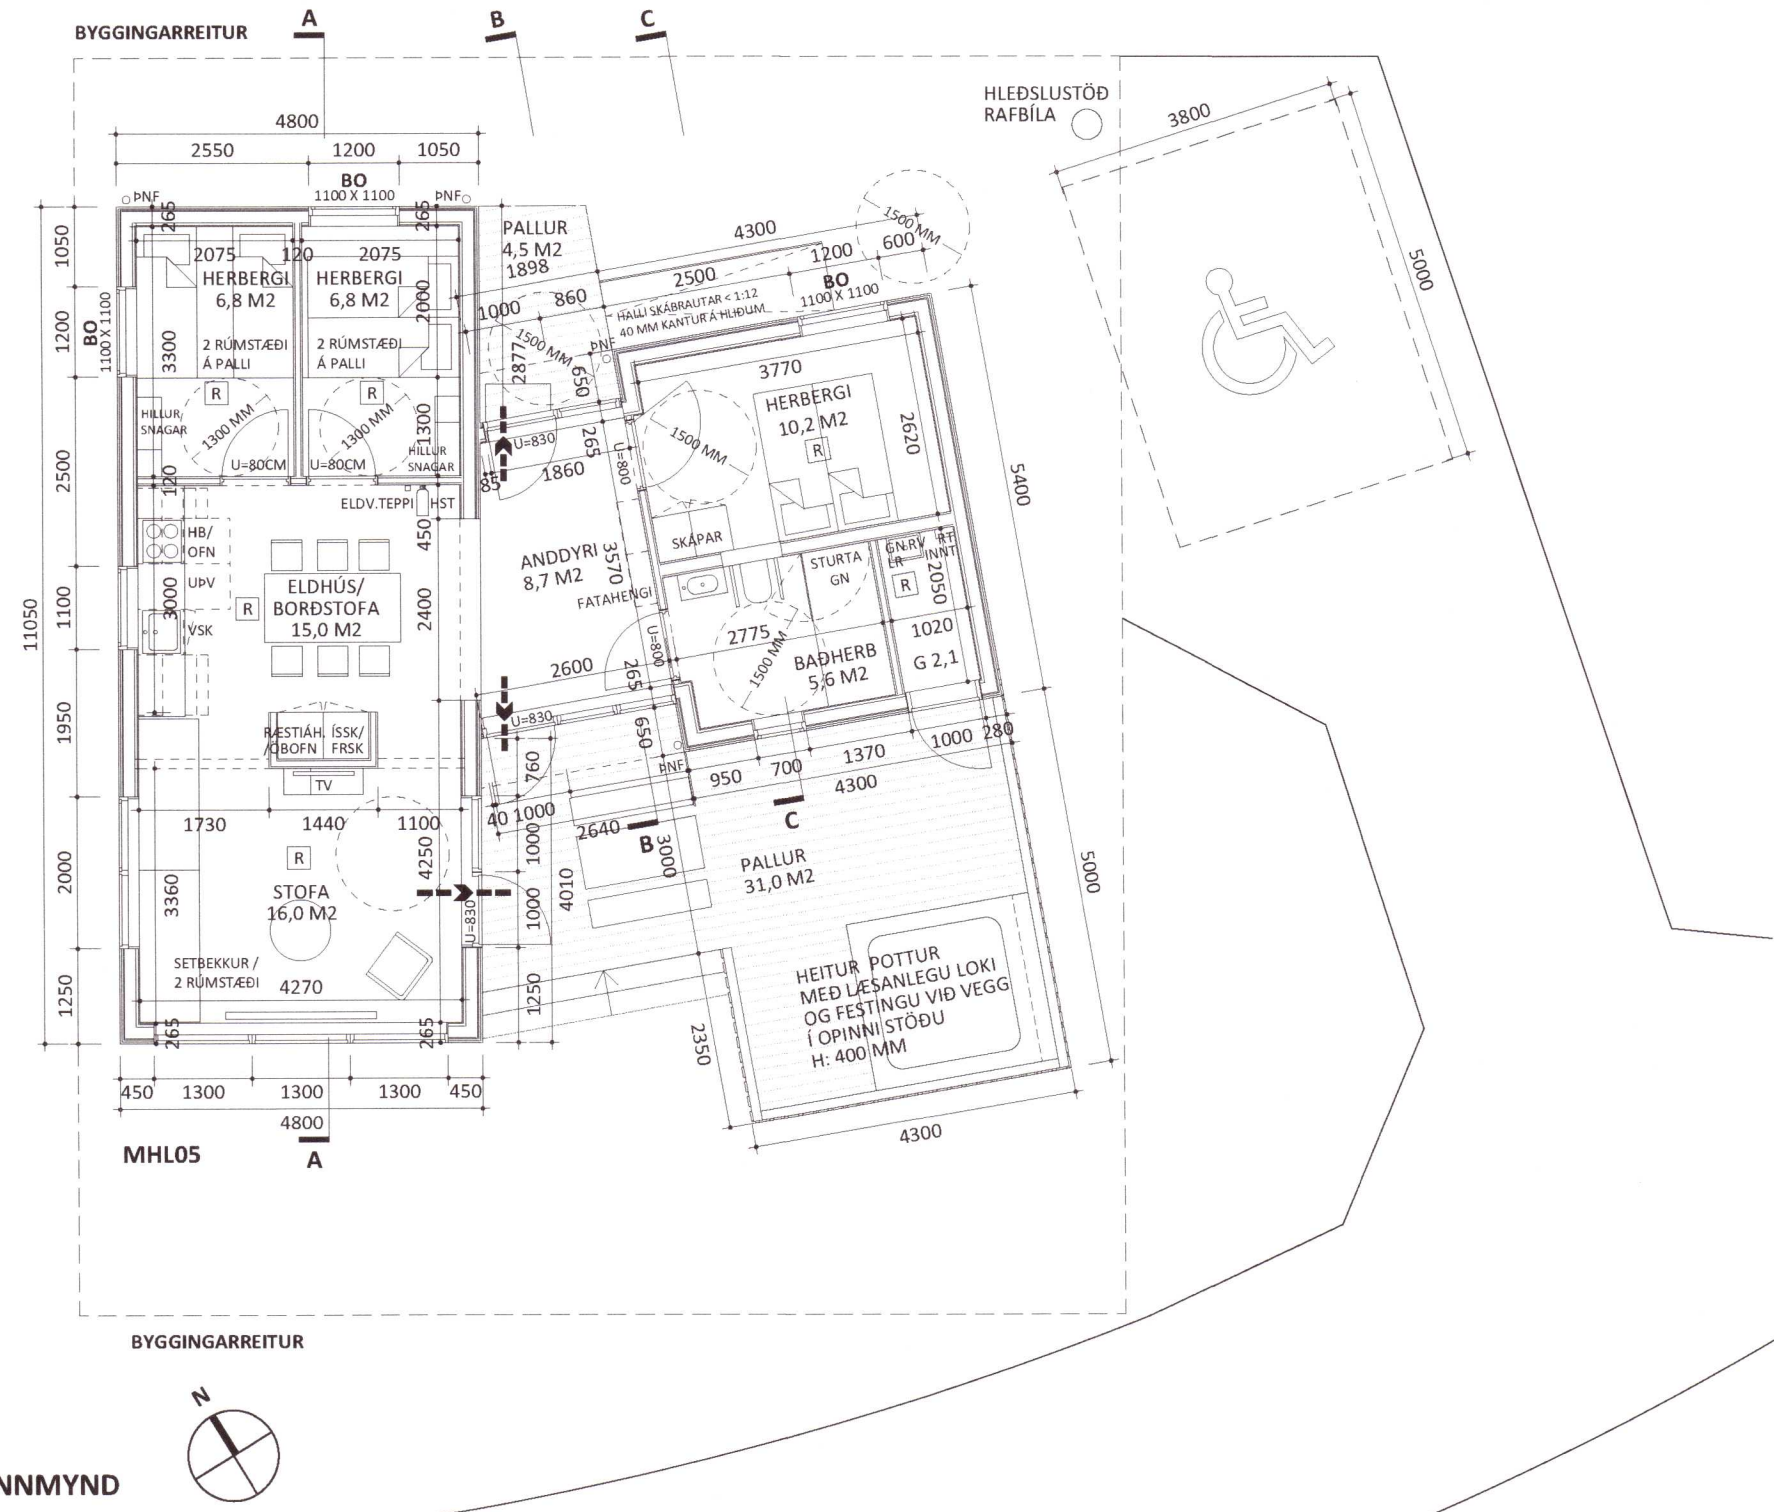 BYGGINGARREITUR
A
B
C
HLEÐSLUSTÖÐ
RAFBÍLA
3800
5000
4800
2550
1200
1050
BO
1100 X 1100
ÞNF
ÞNF
265
265
1050
1200
BO
1100 X 1100
2500
1100
1950
2000
1250
11050
2075
120
2075
HERBERGI
6,8 M2
HERBERGI
6,8 M2
3300
2000
2 RÚMSTÆÐI
Á PALLI
2 RÚMSTÆÐI
Á PALLI
R
R
1300 MM
1300 MM
1300
HILLUR
SNAGAR
HILLUR
SNAGAR
U=80CM
U=80CM
120
PALLUR
4,5 M2
1898
1000
860
2877
1500 MM
650
ÞNF
4300
2500
1200
600
1500 MM
BO
1100 X 1100
HALLI SKÁBRAUTAR < 1:12
40 MM KANTUR Á HLIÐUM
U=830
85
1860
265
U=800
3770
HERBERGI
10,2 M2
R
2620
1500 MM
SKÁPAR
5400
ELDV.TEPPI
HST
450
HB/
OFN
UÞV
VSK
3000
R
ELDHÚS/
BORÐSTOFA
15,0 M2
2400
ANDDYRI
8,7 M2
3570
FATAHENGI
U=800
2600
265
U=830
STURTA
GN
GN RV
LR
RT
INNT
R
2050
1020
G 2,1
2775
1500 MM
BAÐHERB
5,6 M2
RÆSTIÁH.
/ÖBOFN
ÍSSK/
FRSK
TV
1730
1440
1100
R
STOFA
16,0 M2
3360
4250
SETBEKKUR /
2 RÚMSTÆÐI
4270
265
265
760
40
1000
2640
650
ÞNF
950
700
1370
1000
280
4300
B
C
1000
1000
4010
U=830
1250
3000
PALLUR
31,0 M2
5000
2350
HEITUR POTTUR
MEÐ LÆSANLEGU LOKI
OG FESTINGU VIÐ VEGG
Í OPINNI STÖÐU
H: 400 MM
4300
450
1300
1300
1300
450
4800
A
MHL05
BYGGINGARREITUR
N
NNMYND